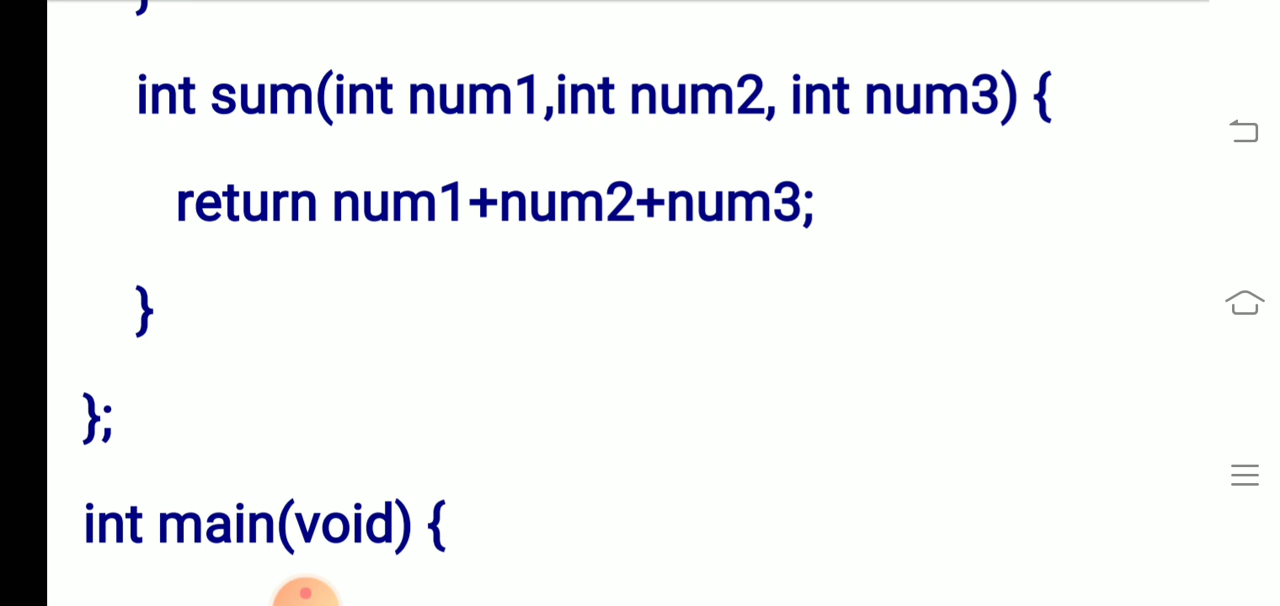 }
int sum(int num1,int num2, int num3) {
return num1+num2+num3;
}
};
int main(void) {